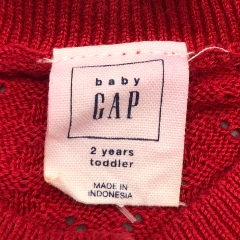 baby
GAP
2 years
toddler
MADE IN
INDONESIA